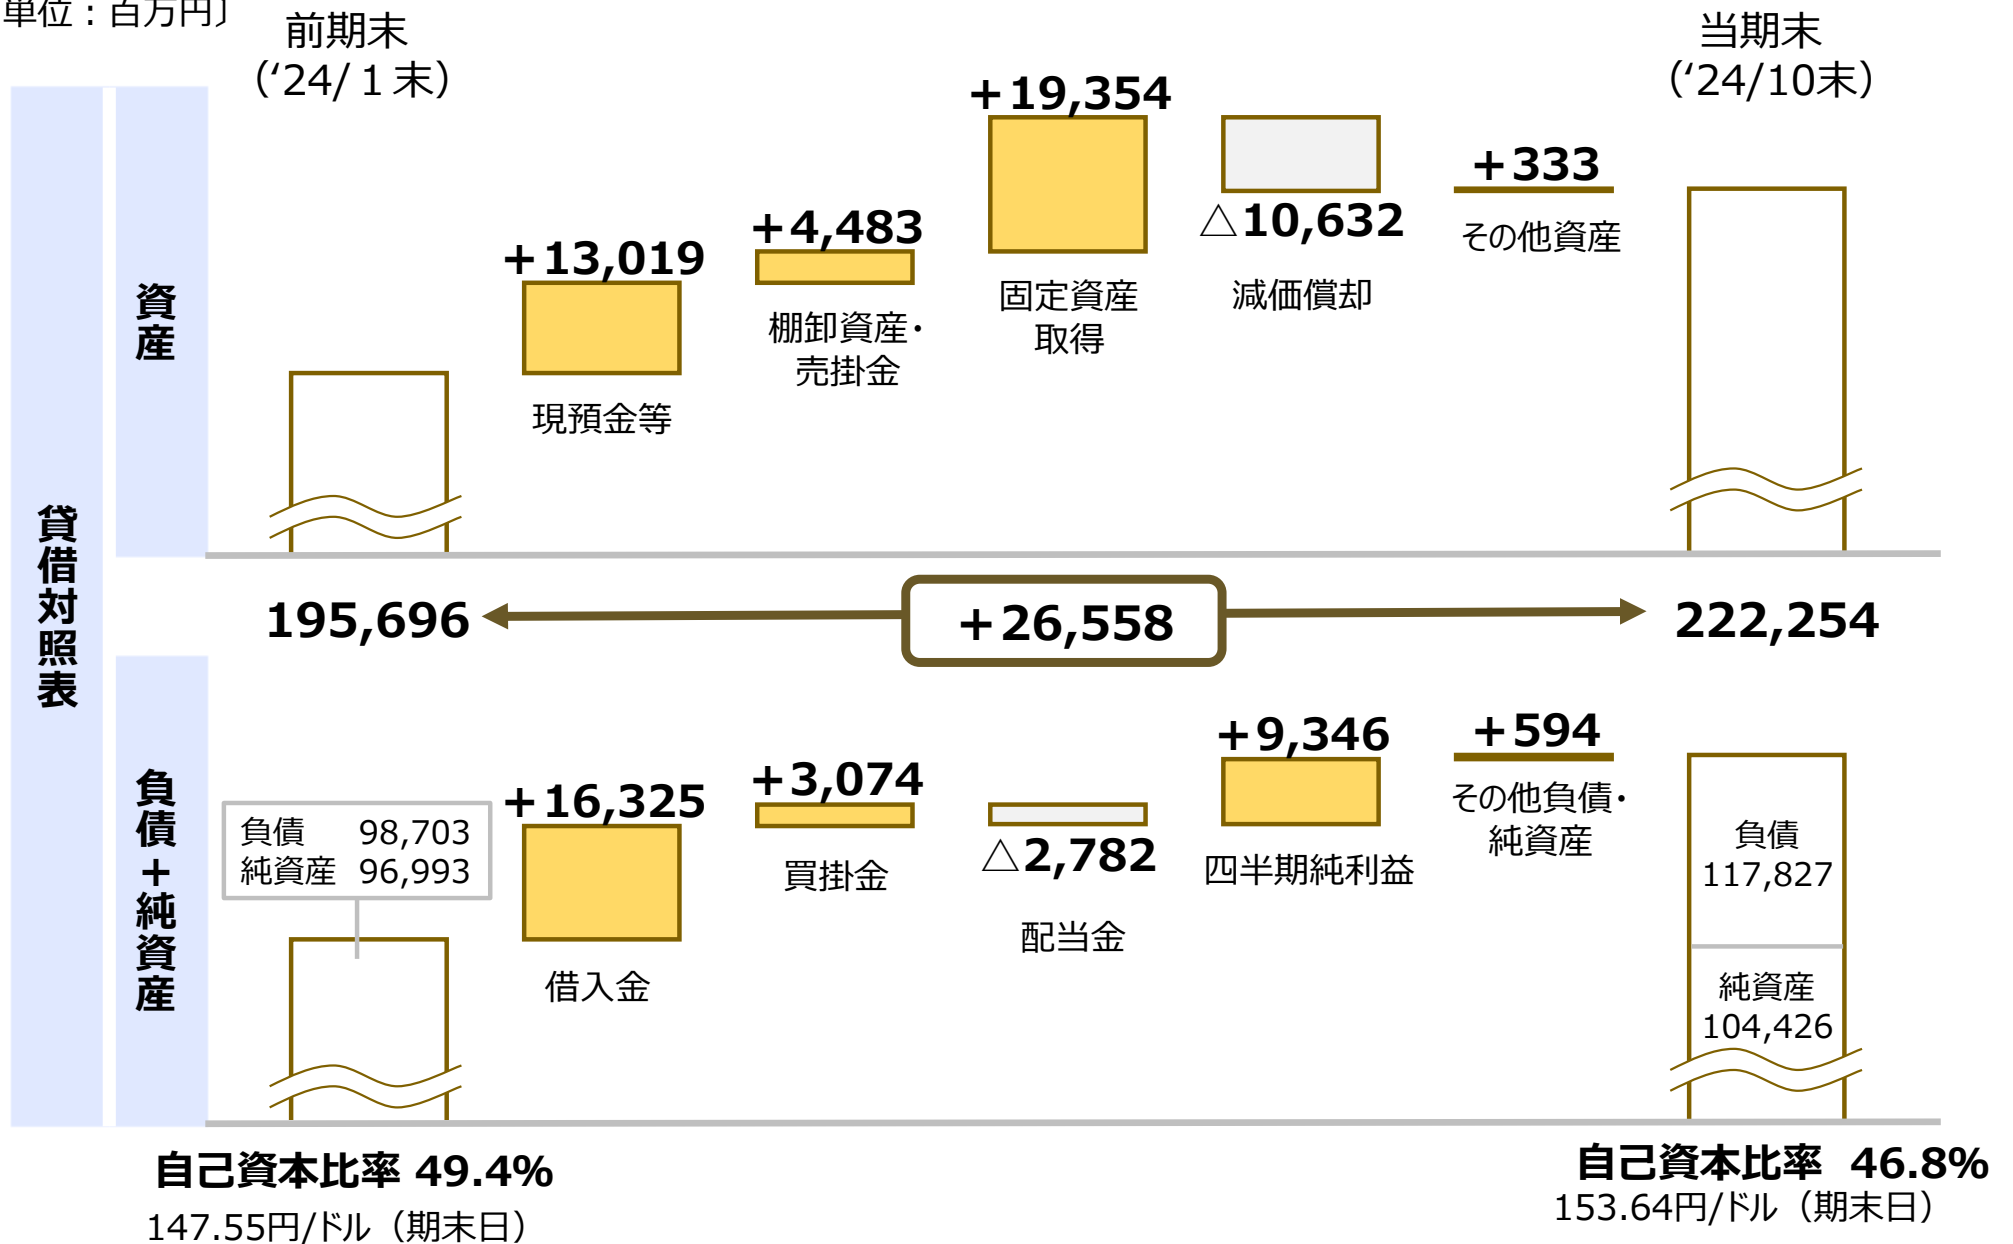 単位：百万円〕
前期末
（‘24/１末）
当期末
（‘24/10末）
貸借対照表
資産
＋13,019
現預金等
＋4,483
棚卸資産・
売掛金
＋19,354
固定資産
取得
△10,632
減価償却
＋333
その他資産
195,696
＋26,558
222,254
負債＋純資産
負債 98,703
純資産 96,993
＋16,325
借入金
＋3,074
買掛金
△2,782
配当金
＋9,346
四半期純利益
＋594
その他負債・
純資産
負債
117,827
純資産
104,426
自己資本比率 49.4%
147.55円/ドル（期末日）
自己資本比率 46.8%
153.64円/ドル（期末日）